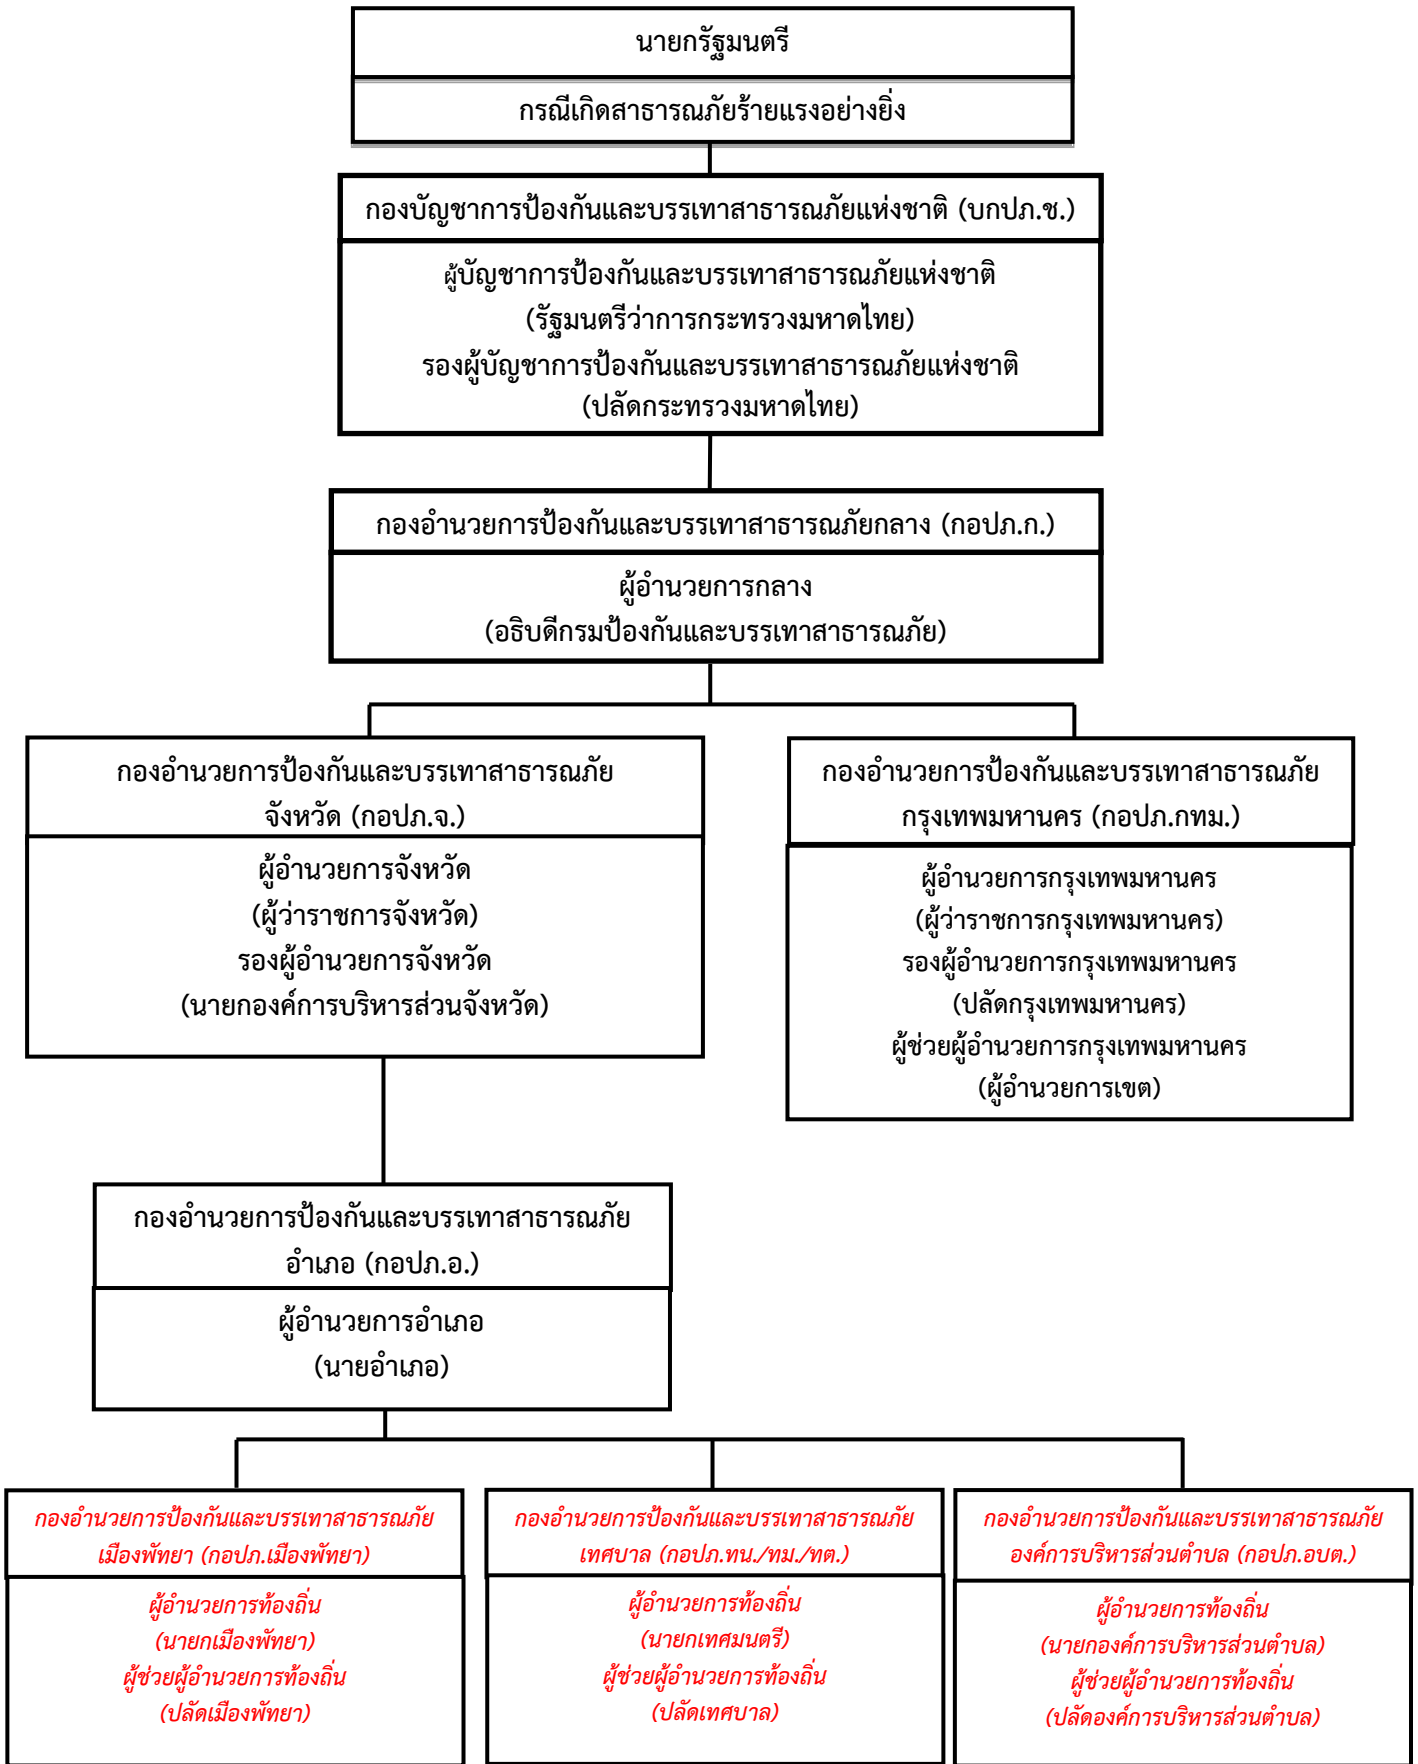 นายกรัฐมนตรี
กรณีเกิดสาธารณภัยร้ายแรงอย่างยิ่ง
กองบัญชาการป้องกันและบรรเทาสาธารณภัยแห่งชาติ (บกปภ.ช.)
ผู้บัญชาการป้องกันและบรรเทาสาธารณภัยแห่งชาติ
(รัฐมนตรีว่าการกระทรวงมหาดไทย)
รองผู้บัญชาการป้องกันและบรรเทาสาธารณภัยแห่งชาติ
(ปลัดกระทรวงมหาดไทย)
กองอำนวยการป้องกันและบรรเทาสาธารณภัยกลาง (กอปภ.ก.)
ผู้อำนวยการกลาง
(อธิบดีกรมป้องกันและบรรเทาสาธารณภัย)
กองอำนวยการป้องกันและบรรเทาสาธารณภัย
จังหวัด (กอปภ.จ.)
ผู้อำนวยการจังหวัด
(ผู้ว่าราชการจังหวัด)
รองผู้อำนวยการจังหวัด
(นายกองค์การบริหารส่วนจังหวัด)
กองอำนวยการป้องกันและบรรเทาสาธารณภัย
กรุงเทพมหานคร (กอปภ.กทม.)
ผู้อำนวยการกรุงเทพมหานคร
(ผู้ว่าราชการกรุงเทพมหานคร)
รองผู้อำนวยการกรุงเทพมหานคร
(ปลัดกรุงเทพมหานคร)
ผู้ช่วยผู้อำนวยการกรุงเทพมหานคร
(ผู้อำนวยการเขต)
กองอำนวยการป้องกันและบรรเทาสาธารณภัย
อำเภอ (กอปภ.อ.)
ผู้อำนวยการอำเภอ
(นายอำเภอ)
กองอำนวยการป้องกันและบรรเทาสาธารณภัย
เมืองพัทยา (กอปภ.เมืองพัทยา)
ผู้อำนวยการท้องถิ่น
(นายกเมืองพัทยา)
ผู้ช่วยผู้อำนวยการท้องถิ่น
(ปลัดเมืองพัทยา)
กองอำนวยการป้องกันและบรรเทาสาธารณภัย
เทศบาล (กอปภ.ทน./ทม./ทต.)
ผู้อำนวยการท้องถิ่น
(นายกเทศมนตรี)
ผู้ช่วยผู้อำนวยการท้องถิ่น
(ปลัดเทศบาล)
กองอำนวยการป้องกันและบรรเทาสาธารณภัย
องค์การบริหารส่วนตำบล (กอปภ.อบต.)
ผู้อำนวยการท้องถิ่น
(นายกองค์การบริหารส่วนตำบล)
ผู้ช่วยผู้อำนวยการท้องถิ่น
(ปลัดองค์การบริหารส่วนตำบล)